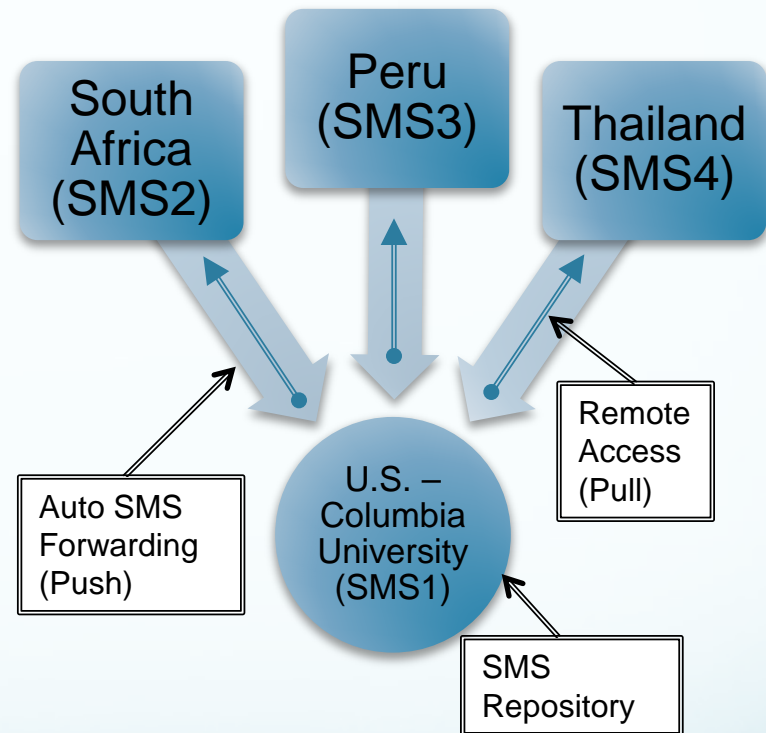 South
Africa
(SMS2)
Peru
(SMS3)
Thailand
(SMS4)
Auto SMS
Forwarding
(Push)
Remote
Access
(Pull)
U.S. –
Columbia
University
(SMS1)
SMS
Repository